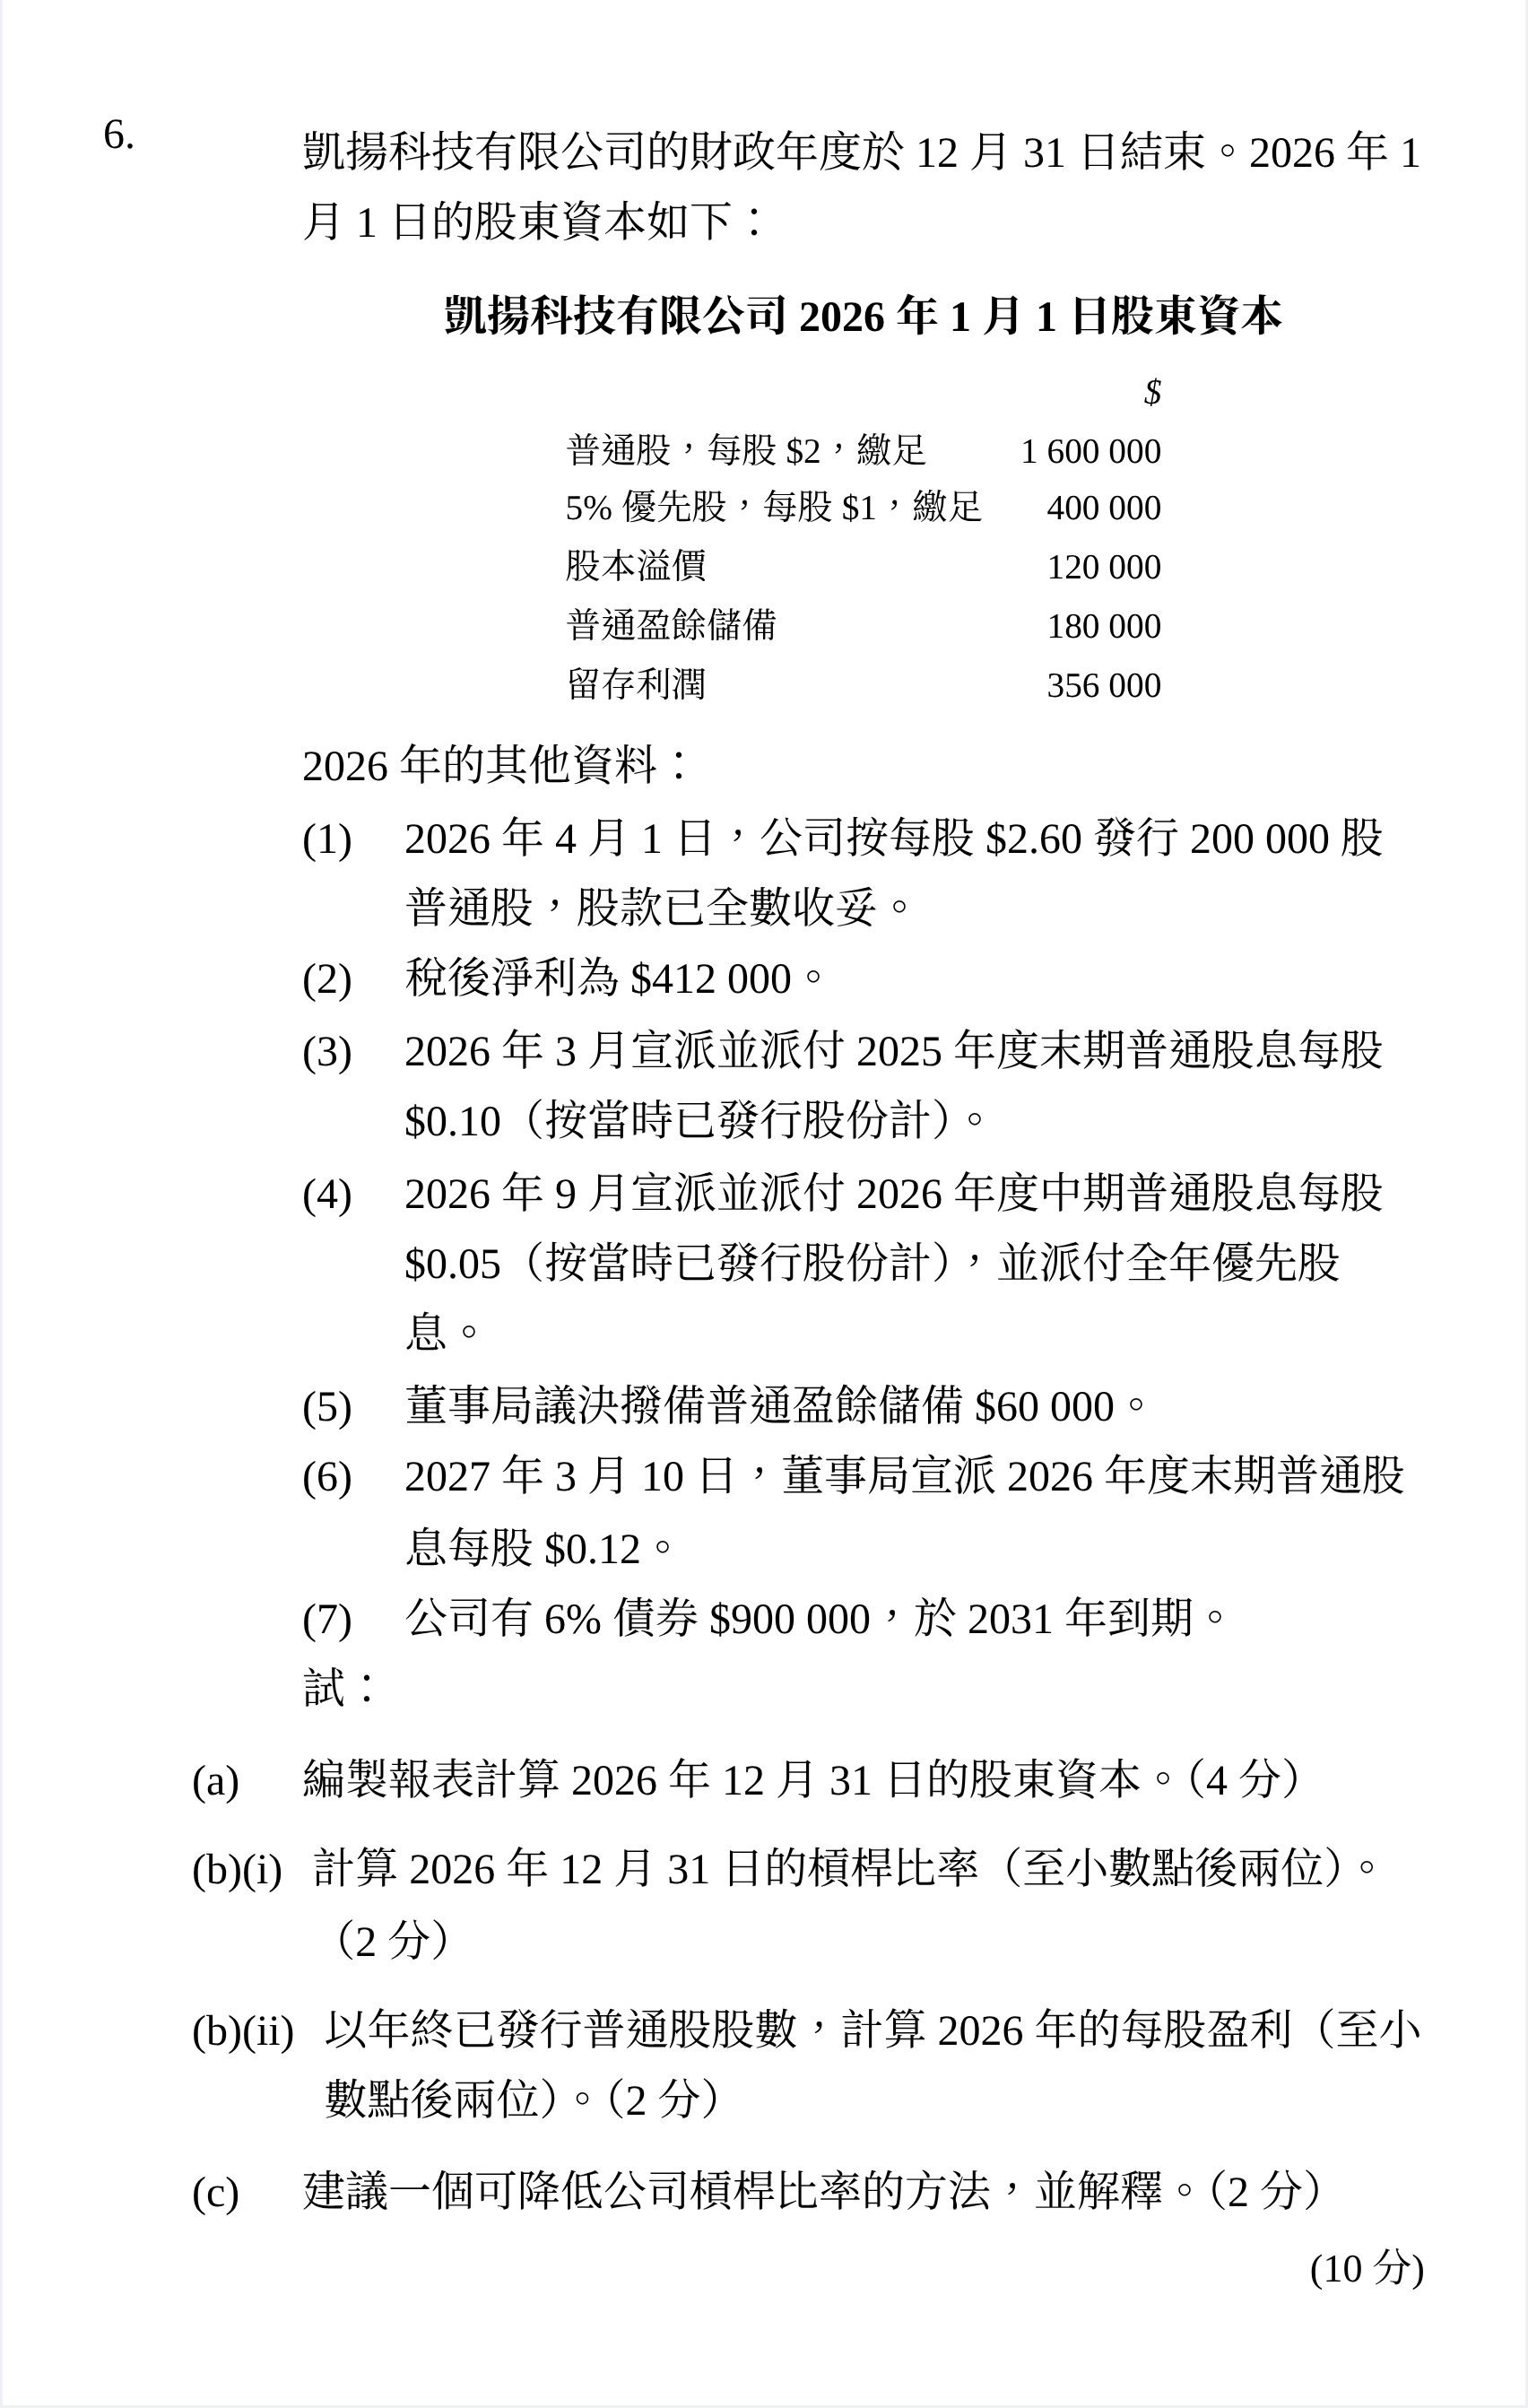 6.
凱揚科技有限公司的財政年度於 12 月 31 日結束。2026 年 1
月 1 日的股東資本如下：
凱揚科技有限公司 2026 年 1 月 1 日股東資本
$
普通股，每股 $2，繳足 1 600 000
5% 優先股，每股 $1，繳足 400 000
股本溢價 120 000
普通盈餘儲備 180 000
留存利潤 356 000
2026 年的其他資料：
(1) 2026 年 4 月 1 日，公司按每股 $2.60 發行 200 000 股
普通股，股款已全數收妥。
(2) 稅後淨利為 $412 000。
(3) 2026 年 3 月宣派並派付 2025 年度末期普通股息每股
$0.10（按當時已發行股份計）。
(4) 2026 年 9 月宣派並派付 2026 年度中期普通股息每股
$0.05（按當時已發行股份計），並派付全年優先股
息。
(5) 董事局議決撥備普通盈餘儲備 $60 000。
(6) 2027 年 3 月 10 日，董事局宣派 2026 年度末期普通股
息每股 $0.12。
(7) 公司有 6% 債券 $900 000，於 2031 年到期。
試：
(a) 編製報表計算 2026 年 12 月 31 日的股東資本。（4 分）
(b)(i) 計算 2026 年 12 月 31 日的槓桿比率（至小數點後兩位）。
（2 分）
(b)(ii) 以年終已發行普通股股數，計算 2026 年的每股盈利（至小
數點後兩位）。（2 分）
(c) 建議一個可降低公司槓桿比率的方法，並解釋。（2 分）
(10 分)